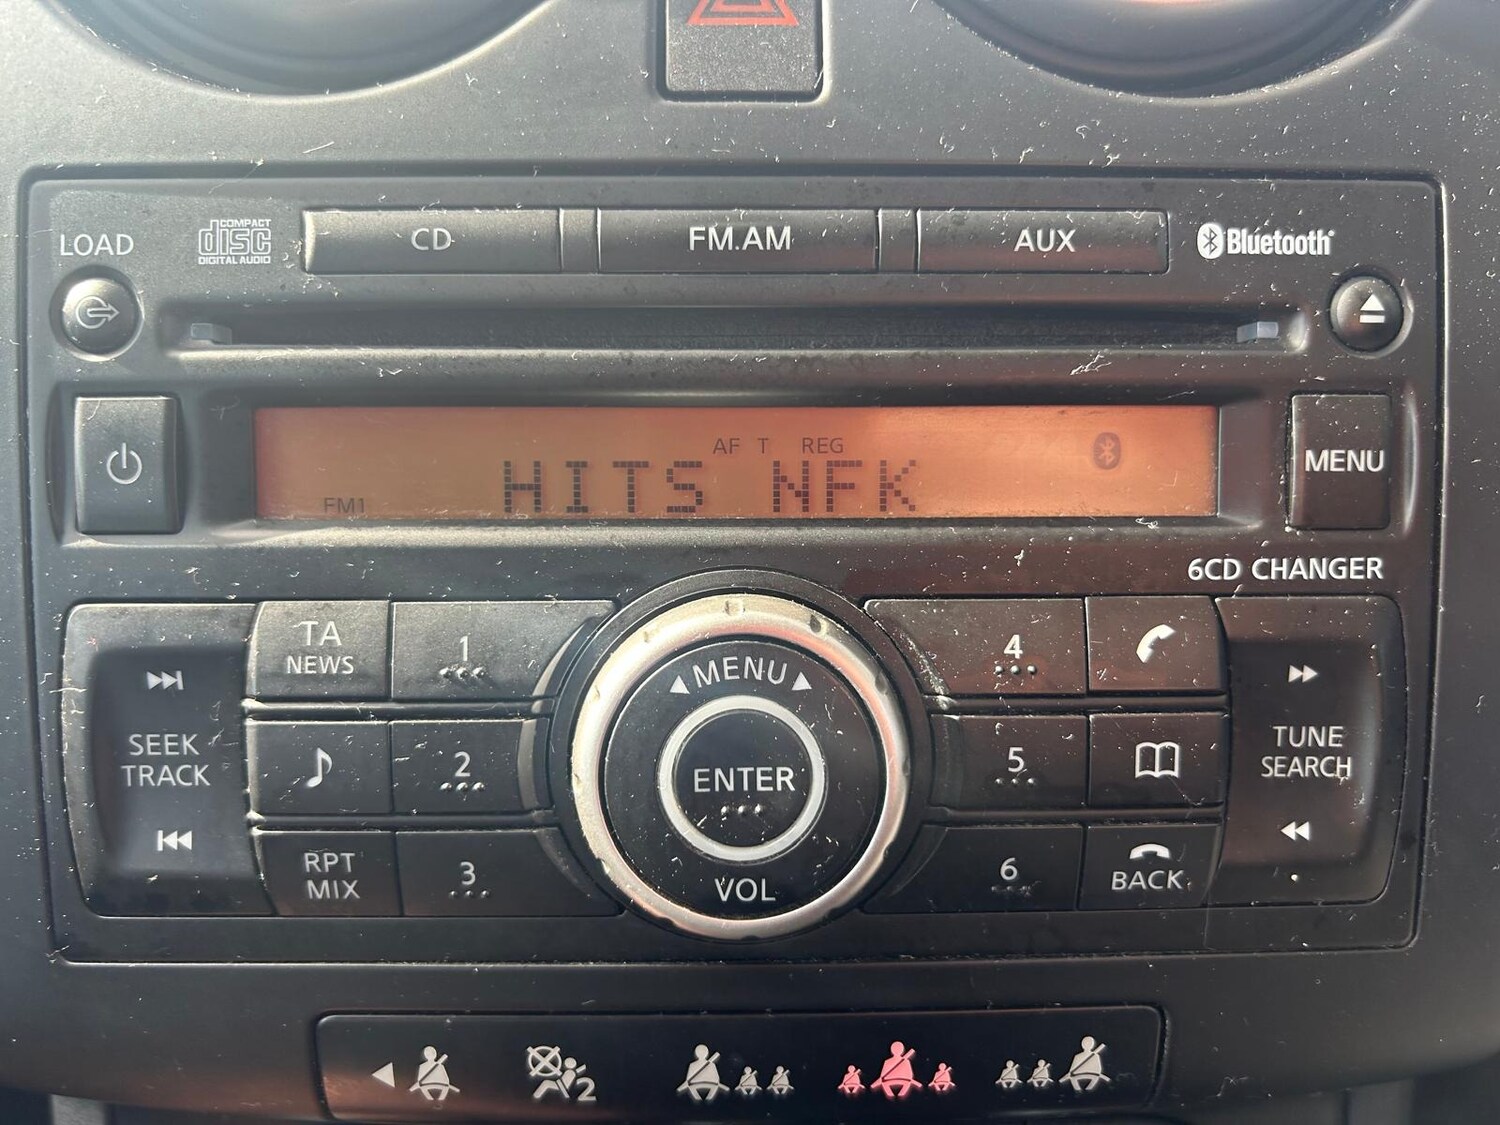 LOAD
COMPACT
disc
DIGITAL AUDIO
CD
FM.AM
AUX
Bluetooth®
AF T REG
FM1
HITS NFK
MENU
6CD CHANGER
SEEK
TRACK
TA
NEWS
1
4
♪
2
5
RPT
MIX
3
6
MENU
ENTER
VOL
BACK
TUNE
SEARCH
2